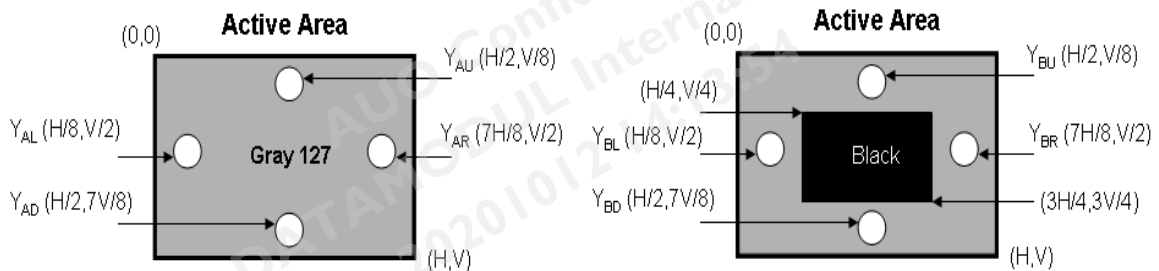 Active Area
(0,0)
Y_AU (H/2,V/8)
Y_AL (H/8,V/2)
Gray 127
Y_AR (7H/8,V/2)
Y_AD (H/2,7V/8)
(H,V)
Active Area
(0,0)
Y_BU (H/2,V/8)
(H/4,V/4)
Y_BL (H/8,V/2)
Black
Y_BR (7H/8,V/2)
Y_BD (H/2,7V/8)
(3H/4,3V/4)
(H,V)
AUO
DATAMODUL